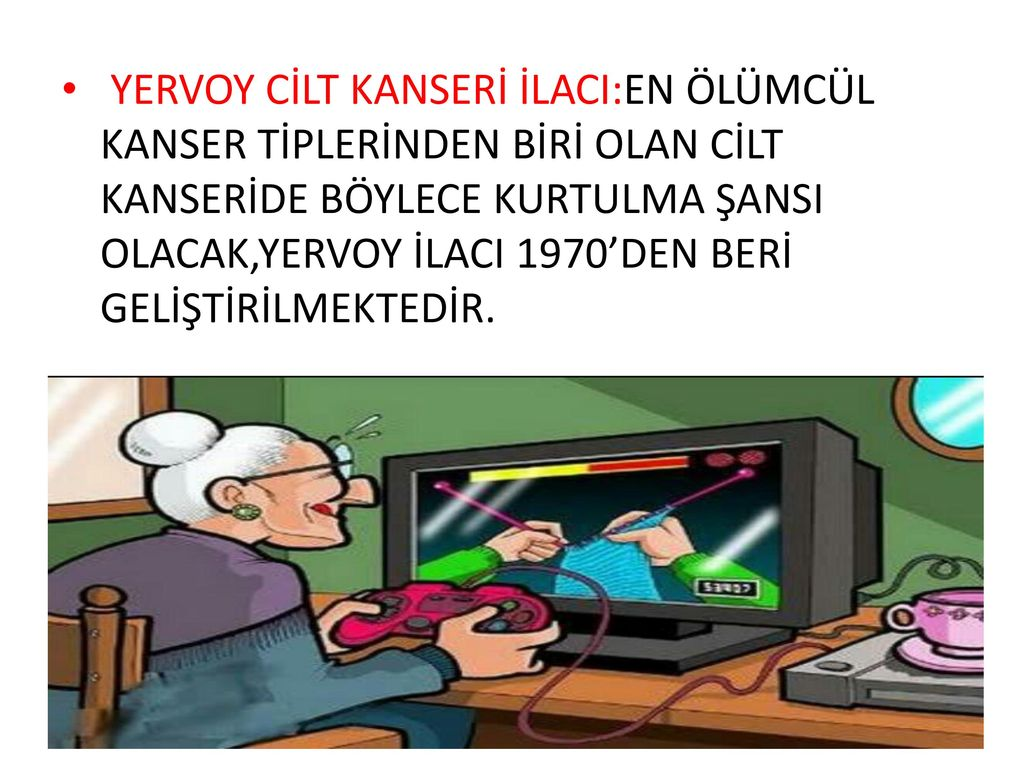 • YERVOY CİLT KANSERİ İLACI:EN ÖLÜMCÜL
KANSER TİPLERİNDEN BİRİ OLAN CİLT
KANSERİDE BÖYLECE KURTULMA ŞANSI
OLACAK,YERVOY İLACI 1970’DEN BERİ
GELİŞTİRİLMEKTEDİR.